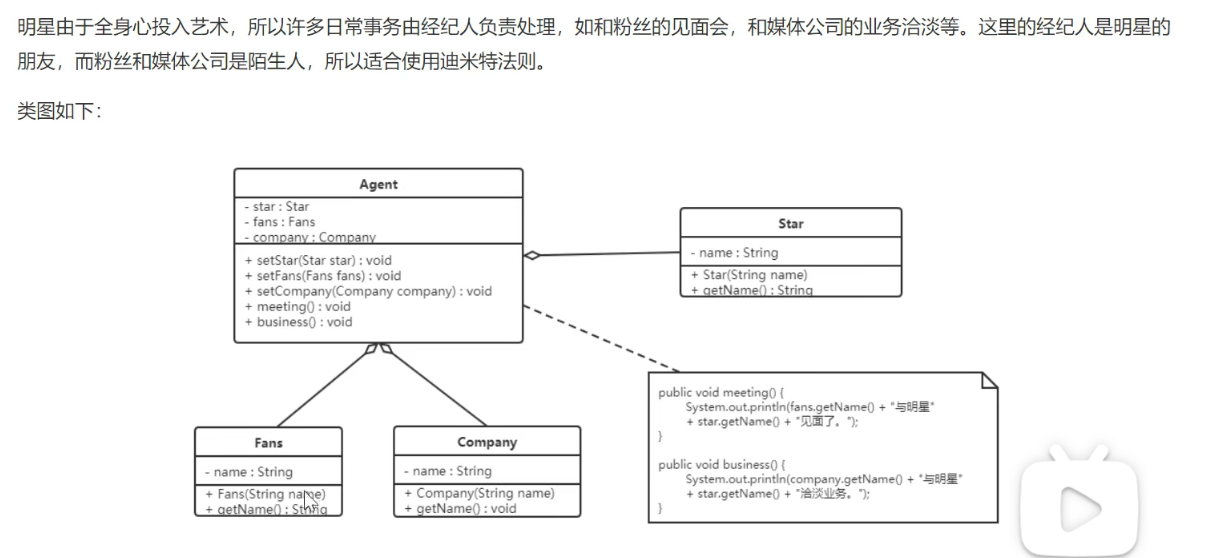 明星由于全身心投入艺术，所以许多日常事务由经纪人负责处理，如和粉丝的见面会，和媒体公司的业务洽淡等。这里的经纪人是明星的
朋友，而粉丝和媒体公司是陌生人，所以适合使用迪米特法则。
类图如下：
Agent
- star : Star
- fans : Fans
- company : Company
+ setStar(Star star) : void
+ setFans(Fans fans) : void
+ setCompany(Company company) : void
+ meeting() : void
+ business() : void
Star
- name : String
+ Star(String name)
+ getName() : String
Fans
- name : String
+ Fans(String name)
+ getName() : String
Company
- name : String
+ Company(String name)
+ getName() : void
public void meeting() {
System.out.println(fans.getName() + "与明星"
+ star.getName() + "见面了。");
}
public void business() {
System.out.println(company.getName() + "与明星"
+ star.getName() + "洽淡业务。");
}